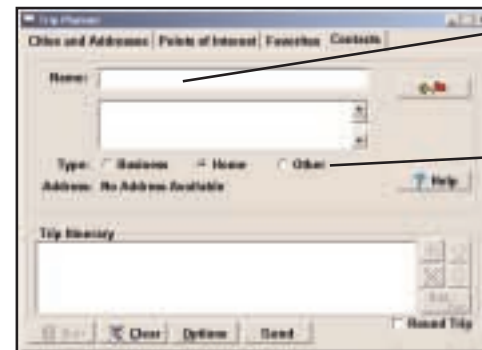 Trip Planner
Cities and Addresses Points of Interest Favorites Contacts
Name:
Type: Business Home Other
Address: No Address Available
Help
Trip Itinerary
Clear Options Send
Round Trip